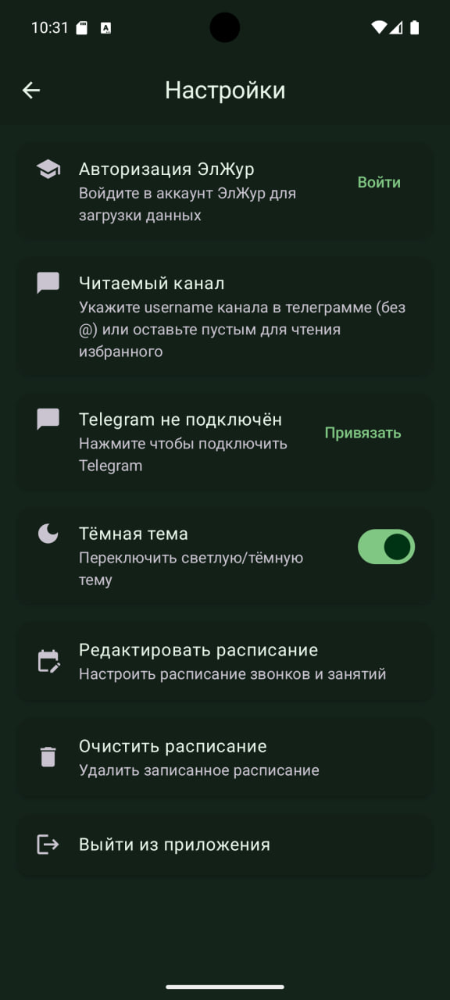 10:31
Настройки
Авторизация ЭлЖур
Войдите в аккаунт ЭлЖур для
загрузки данных
Войти
Читаемый канал
Укажите username канала в телеграмме (без
@) или оставьте пустым для чтения
избранного
Telegram не подключён
Нажмите чтобы подключить
Telegram
Привязать
Тёмная тема
Переключить светлую/тёмную
тему
Редактировать расписание
Настроить расписание звонков и занятий
Очистить расписание
Удалить записанное расписание
Выйти из приложения